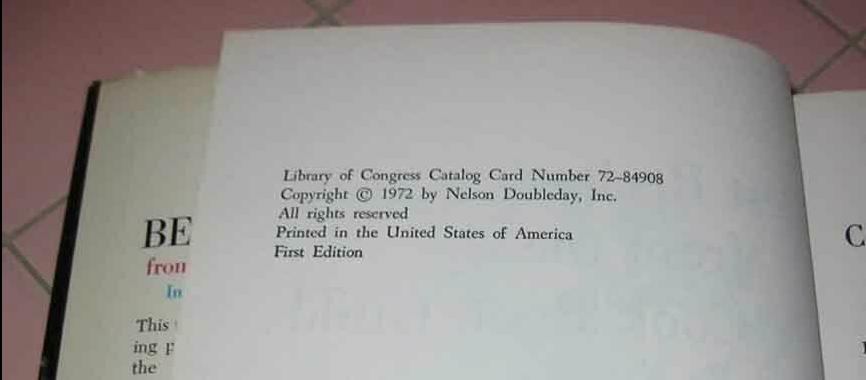 Library of Congress Catalog Card Number 72–84908
Copyright © 1972 by Nelson Doubleday, Inc.
All rights reserved
Printed in the United States of America
First Edition
BE
from
In
This
ing
the
C